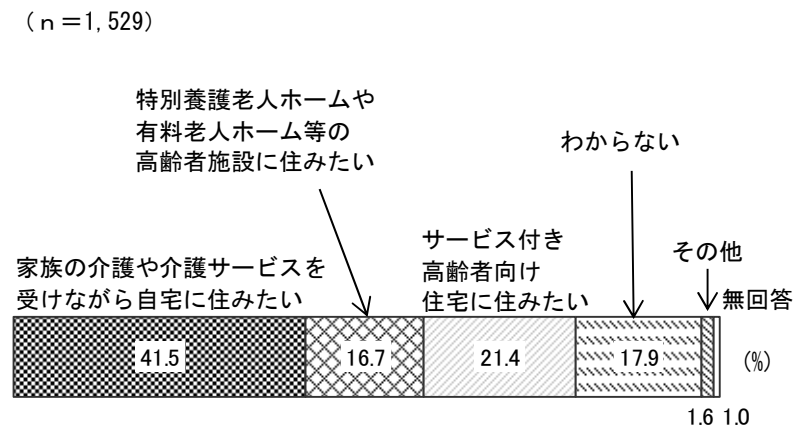 （ｎ＝1,529）
特別養護老人ホームや
有料老人ホーム等の
高齢者施設に住みたい
わからない
サービス付き
高齢者向け
住宅に住みたい
その他
家族の介護や介護サービスを
受けながら自宅に住みたい
無回答
41.5 16.7 21.4 17.9 (%)
1.6 1.0